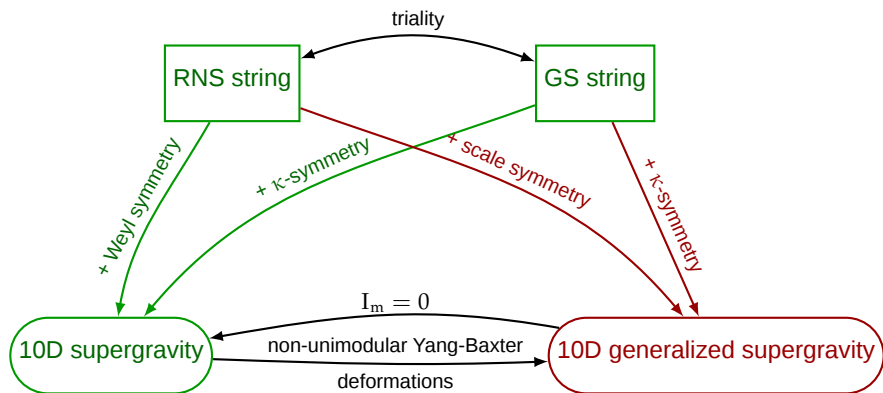 triality
RNS string
GS string
+ Weyl symmetry
+ κ-symmetry
+ scale symmetry
+ κ-symmetry
I_m = 0
10D supergravity
non-unimodular Yang-Baxter
deformations
10D generalized supergravity